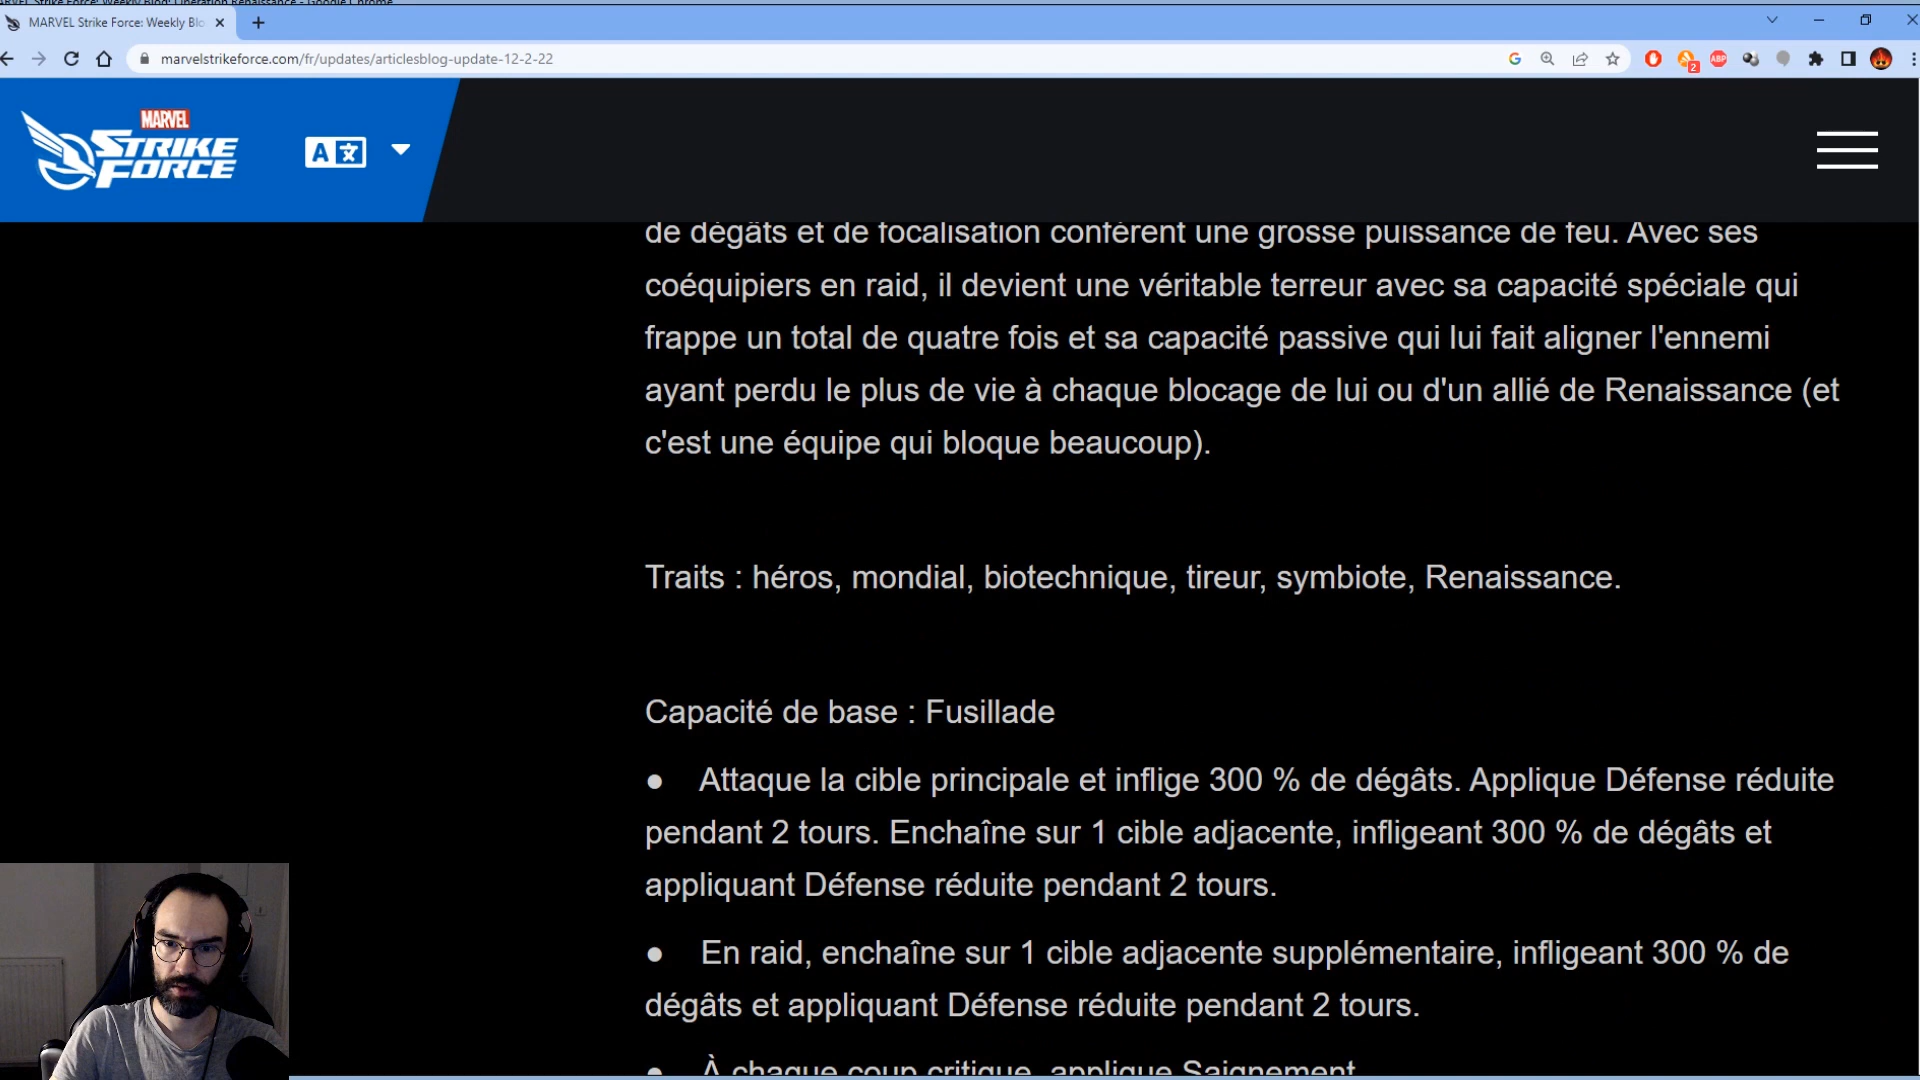 MARVEL Strike Force: Weekly Blo
marvelstrikeforce.com/fr/updates/articlesblog-update-12-2-22
2
ABP
MARVEL
STRIKE
FORCE
A
de dégâts et de focalisation confèrent une grosse puissance de feu. Avec ses
coéquipiers en raid, il devient une véritable terreur avec sa capacité spéciale qui
frappe un total de quatre fois et sa capacité passive qui lui fait aligner l'ennemi
ayant perdu le plus de vie à chaque blocage de lui ou d'un allié de Renaissance (et
c'est une équipe qui bloque beaucoup).
Traits : héros, mondial, biotechnique, tireur, symbiote, Renaissance.
Capacité de base : Fusillade
● Attaque la cible principale et inflige 300 % de dégâts. Applique Défense réduite
pendant 2 tours. Enchaîne sur 1 cible adjacente, infligeant 300 % de dégâts et
appliquant Défense réduite pendant 2 tours.
● En raid, enchaîne sur 1 cible adjacente supplémentaire, infligeant 300 % de
dégâts et appliquant Défense réduite pendant 2 tours.
● À chaque coup critique, applique Saignement